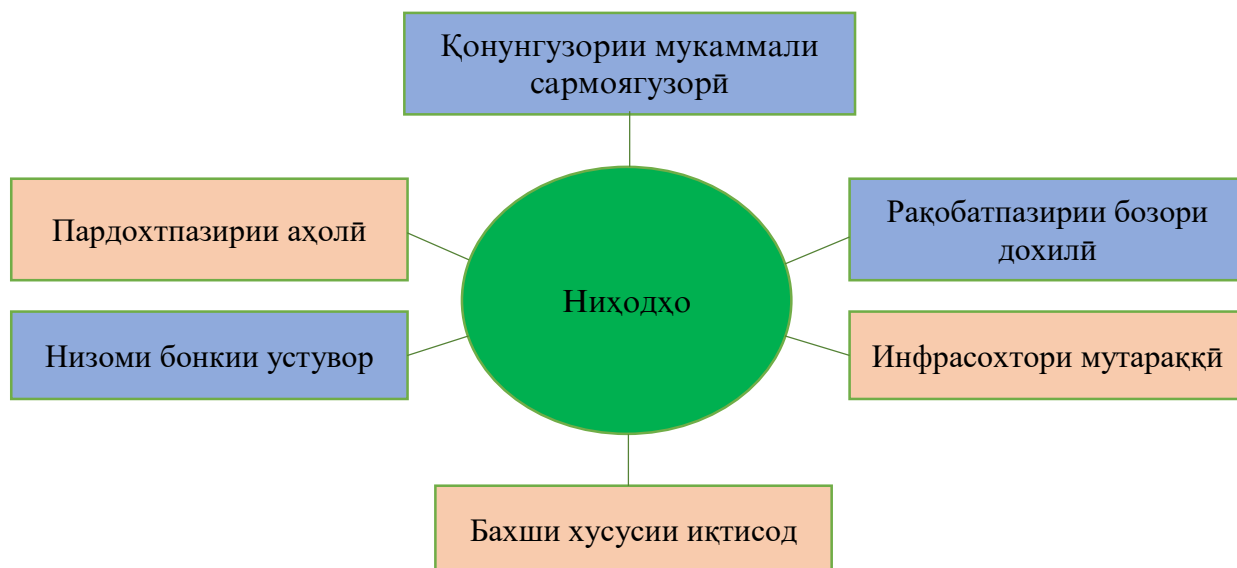 Қонунгузории мукаммали
сармоягузорӣ
Пардохтпазирии аҳолӣ
Рақобатпазирии бозори
дохилӣ
Ниҳодҳо
Низоми бонкии устувор
Инфрасохтори мутараққӣ
Бахши хусусии иқтисод